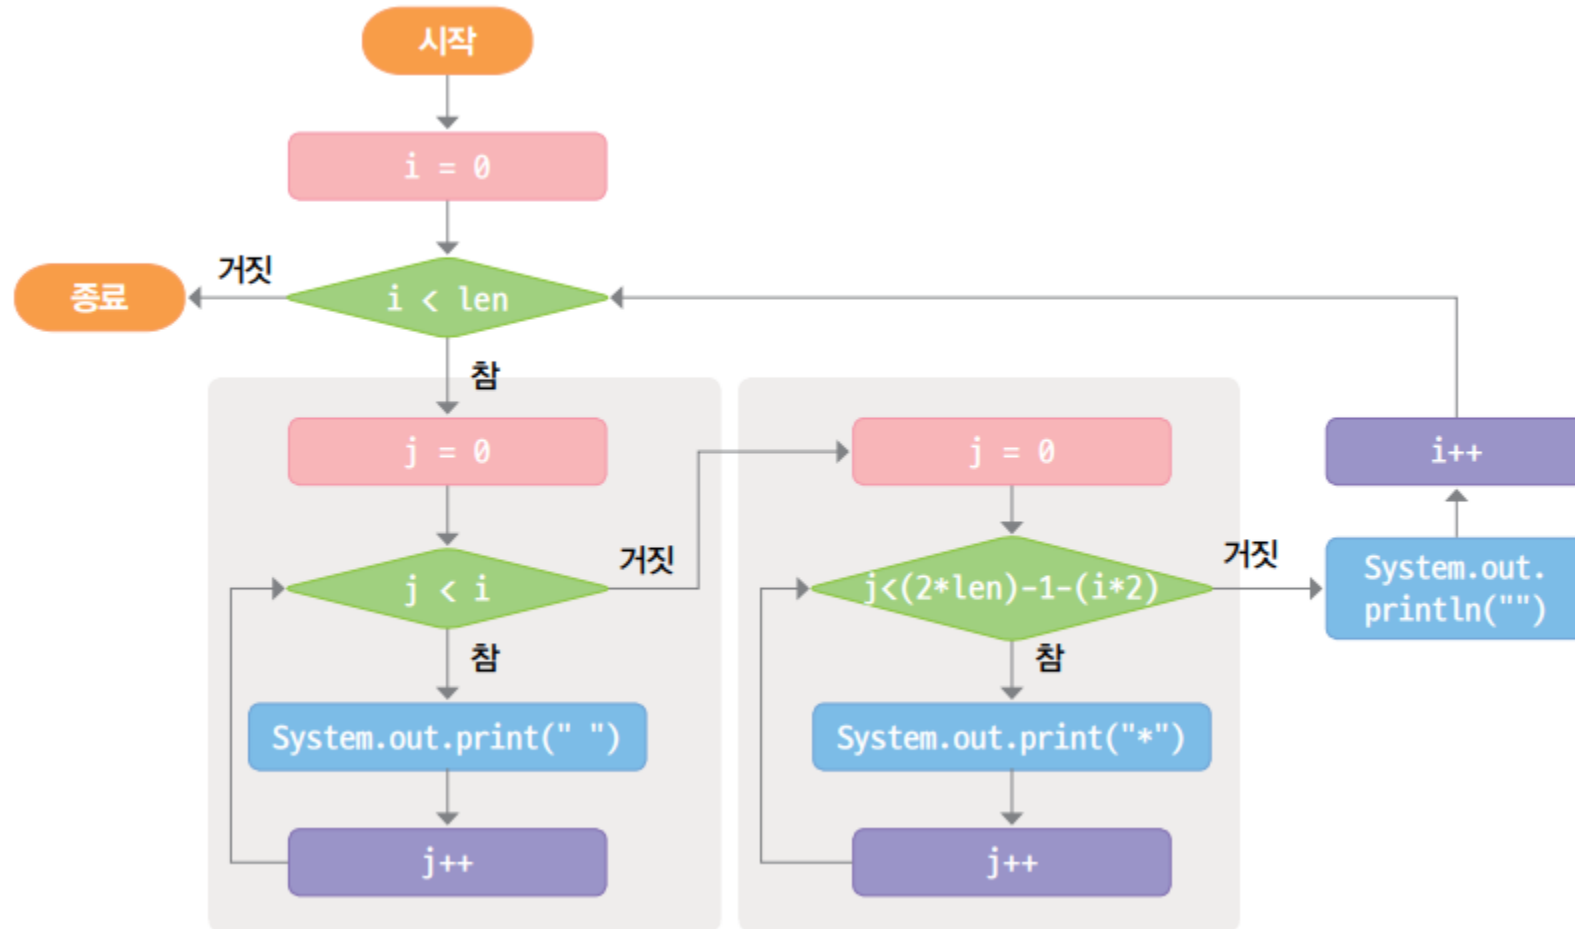 시작
i = 0
거짓
종료
i < len
참
j = 0
j < i
거짓
참
System.out.print(" ")
j++
j = 0
j<(2*len)-1-(i*2)
거짓
참
System.out.print("*")
j++
System.out.
println("")
i++